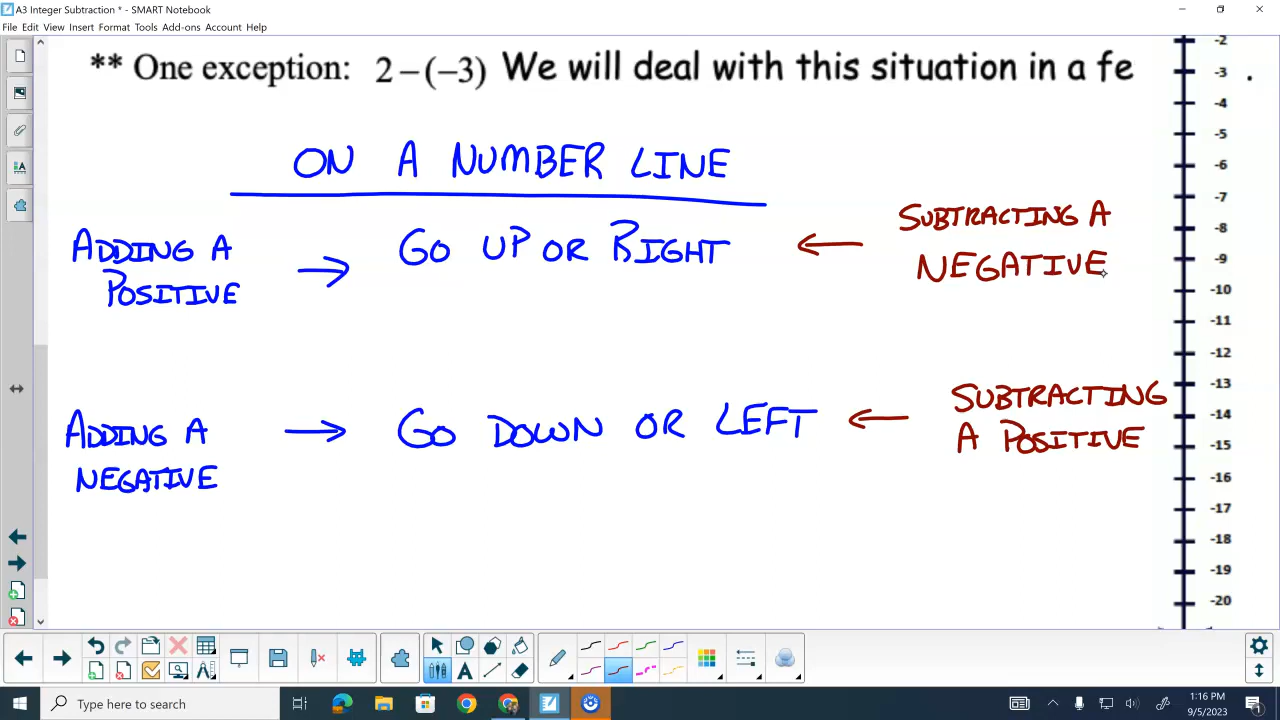 A3 Integer Subtraction * - SMART Notebook
File Edit View Insert Format Tools Add-ons Account Help
** One exception: 2 – (–3) We will deal with this situation in a fe .
ON A NUMBER LINE
ADDING A
POSITIVE
→ GO UP OR RIGHT ←
SUBTRACTING A
NEGATIVE
ADDING A
NEGATIVE
→ GO DOWN OR LEFT ←
SUBTRACTING
A POSITIVE
-2
-3
-4
-5
-6
-7
-8
-9
-10
-11
-12
-13
-14
-15
-16
-17
-18
-19
-20
Type here to search
1:16 PM
9/5/2023